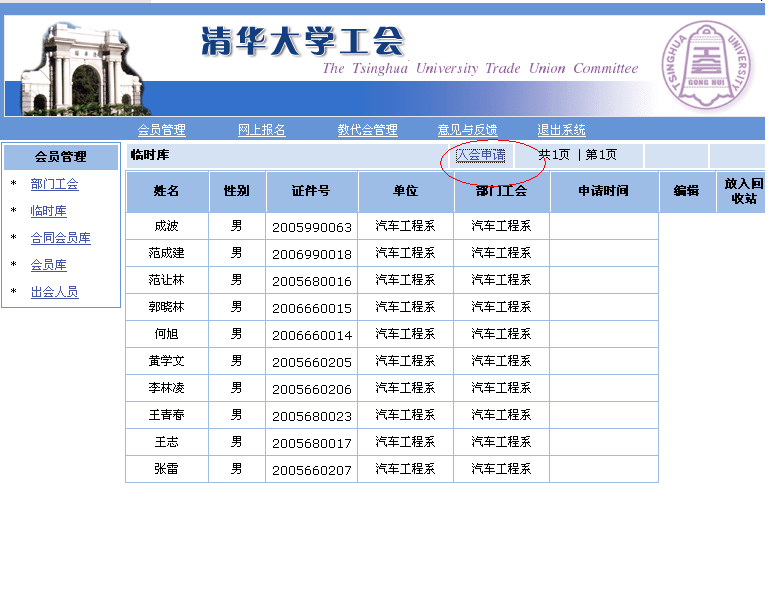 清华大学工会
The Tsinghua University Trade Union Committee
TSINGHUA UNIVERSITY
GONG HUI
会员管理 网上报名 教代会管理 意见与反馈 退出系统
会员管理
* 部门工会
* 临时库
* 合同会员库
* 会员库
* 出会人员
临时库 入会申请 共1页 | 第1页
姓名 性别 证件号 单位 部门工会 申请时间 编辑 放入回
收站
成波 男 2005990063 汽车工程系 汽车工程系
范成建 男 2006990018 汽车工程系 汽车工程系
范让林 男 2005680016 汽车工程系 汽车工程系
郭晓林 男 2006660015 汽车工程系 汽车工程系
何旭 男 2006660014 汽车工程系 汽车工程系
黄学文 男 2005660205 汽车工程系 汽车工程系
李林凌 男 2005660206 汽车工程系 汽车工程系
王青春 男 2005680023 汽车工程系 汽车工程系
王志 男 2005680017 汽车工程系 汽车工程系
张雷 男 2005660207 汽车工程系 汽车工程系